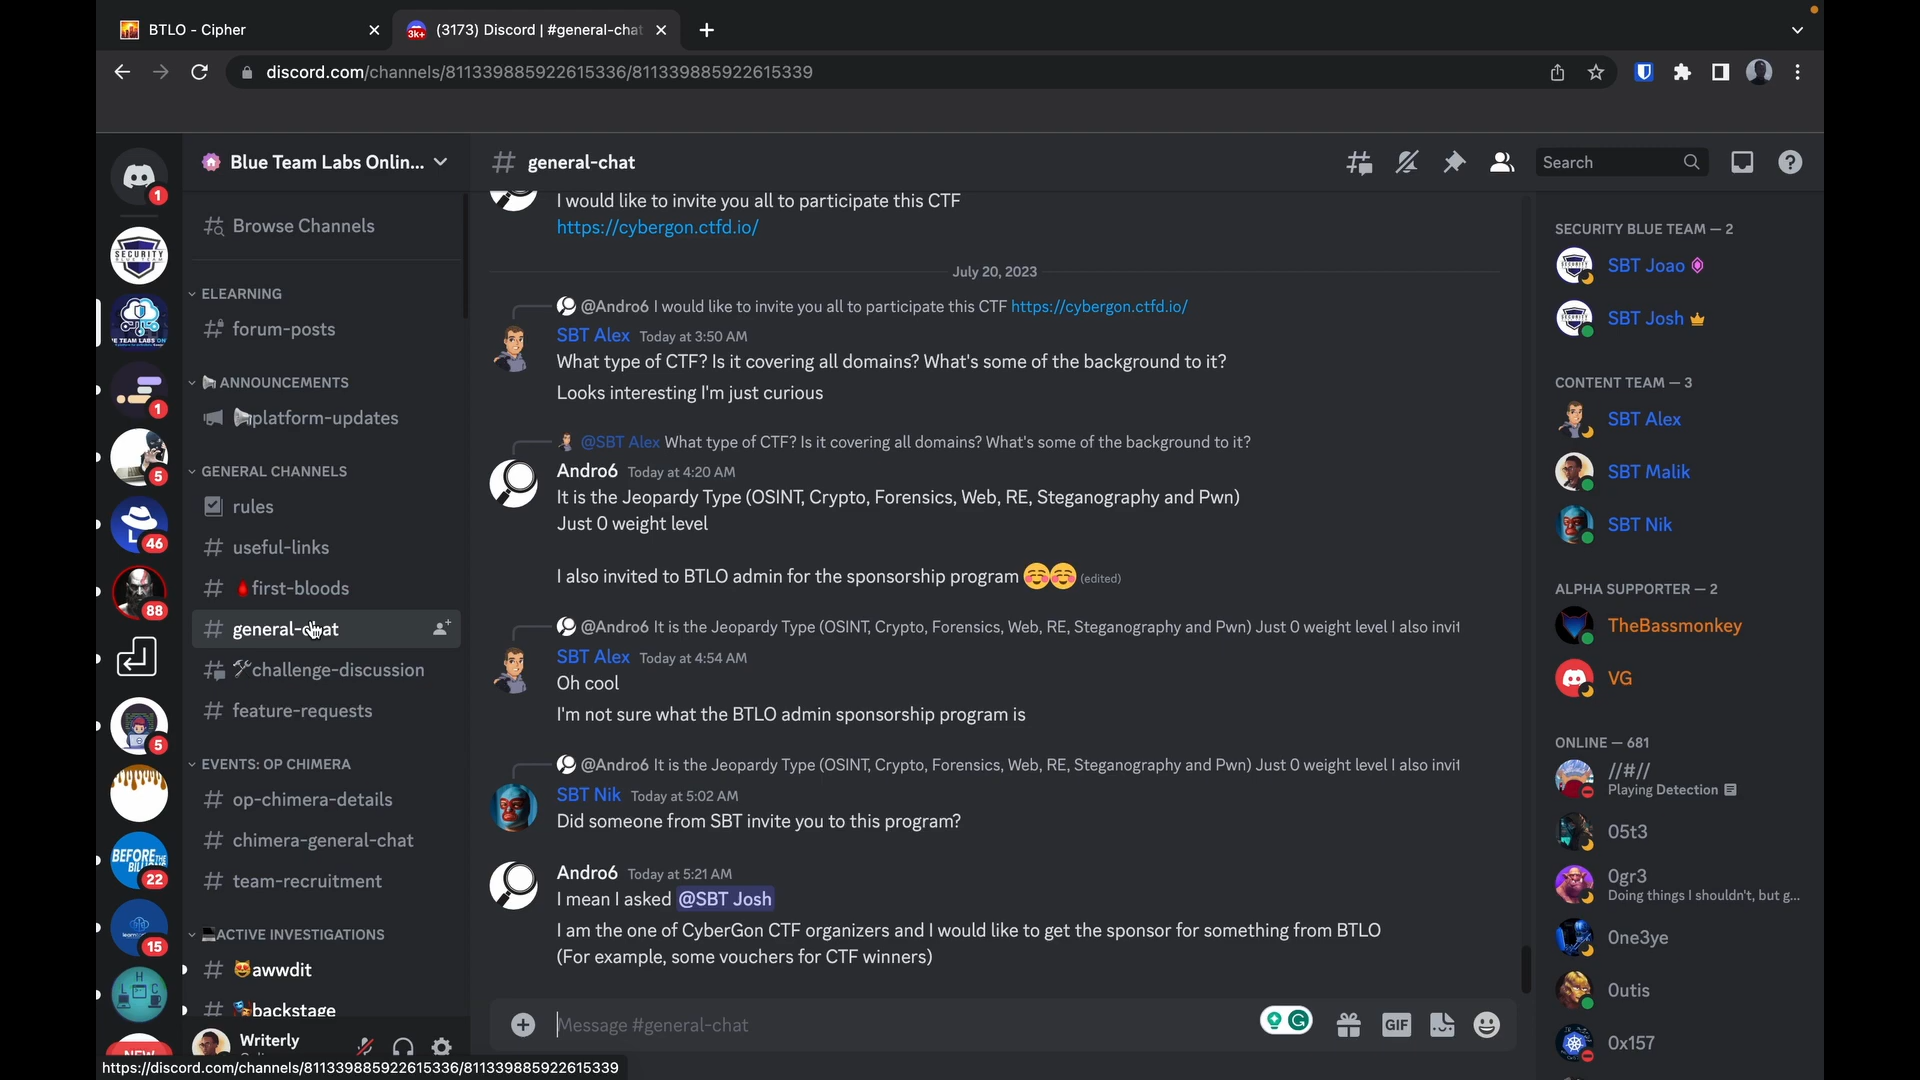 BTLO - Cipher
(3173) Discord | #general-chat
discord.com/channels/811339885922615336/811339885922615339
Blue Team Labs Onlin...
Browse Channels
ELEARNING
forum-posts
ANNOUNCEMENTS
platform-updates
GENERAL CHANNELS
rules
useful-links
first-bloods
general-chat
challenge-discussion
feature-requests
EVENTS: OP CHIMERA
op-chimera-details
chimera-general-chat
team-recruitment
ACTIVE INVESTIGATIONS
awwdit
backstage
Writerly
https://discord.com/channels/811339885922615336/811339885922615339
1
SECURITY
1
5
46
88
5
BEFORE THE
22
15
NEW
general-chat
Search
I would like to invite you all to participate this CTF
https://cybergon.ctfd.io/
July 20, 2023
@Andro6 I would like to invite you all to participate this CTF https://cybergon.ctfd.io/
SBT Alex Today at 3:50 AM
What type of CTF? Is it covering all domains? What's some of the background to it?
Looks interesting I'm just curious
@SBT Alex What type of CTF? Is it covering all domains? What's some of the background to it?
Andro6 Today at 4:20 AM
It is the Jeopardy Type (OSINT, Crypto, Forensics, Web, RE, Steganography and Pwn)
Just 0 weight level
I also invited to BTLO admin for the sponsorship program ☺️☺️ (edited)
@Andro6 It is the Jeopardy Type (OSINT, Crypto, Forensics, Web, RE, Steganography and Pwn) Just 0 weight level I also invit
SBT Alex Today at 4:54 AM
Oh cool
I'm not sure what the BTLO admin sponsorship program is
@Andro6 It is the Jeopardy Type (OSINT, Crypto, Forensics, Web, RE, Steganography and Pwn) Just 0 weight level I also invit
SBT Nik Today at 5:02 AM
Did someone from SBT invite you to this program?
Andro6 Today at 5:21 AM
I mean I asked @SBT Josh
I am the one of CyberGon CTF organizers and I would like to get the sponsor for something from BTLO
(For example, some vouchers for CTF winners)
Message #general-chat
GIF
SECURITY BLUE TEAM — 2
SBT Joao
SBT Josh
CONTENT TEAM — 3
SBT Alex
SBT Malik
SBT Nik
ALPHA SUPPORTER — 2
TheBassmonkey
VG
ONLINE — 681
//#//
Playing Detection
05t3
0gr3
Doing things I shouldn't, but g...
0ne3ye
0utis
0x157